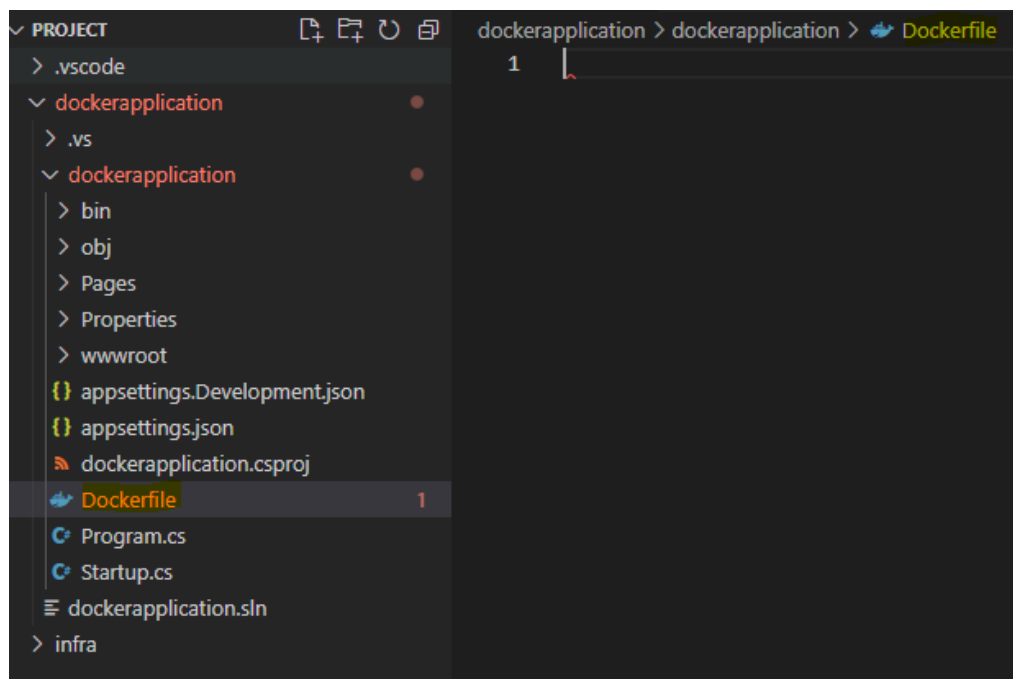 PROJECT
dockerapplication > dockerapplication > Dockerfile
1
.vscode
dockerapplication
.vs
dockerapplication
bin
obj
Pages
Properties
wwwroot
{} appsettings.Development.json
{} appsettings.json
dockerapplication.csproj
Dockerfile 1
C# Program.cs
C# Startup.cs
dockerapplication.sln
infra